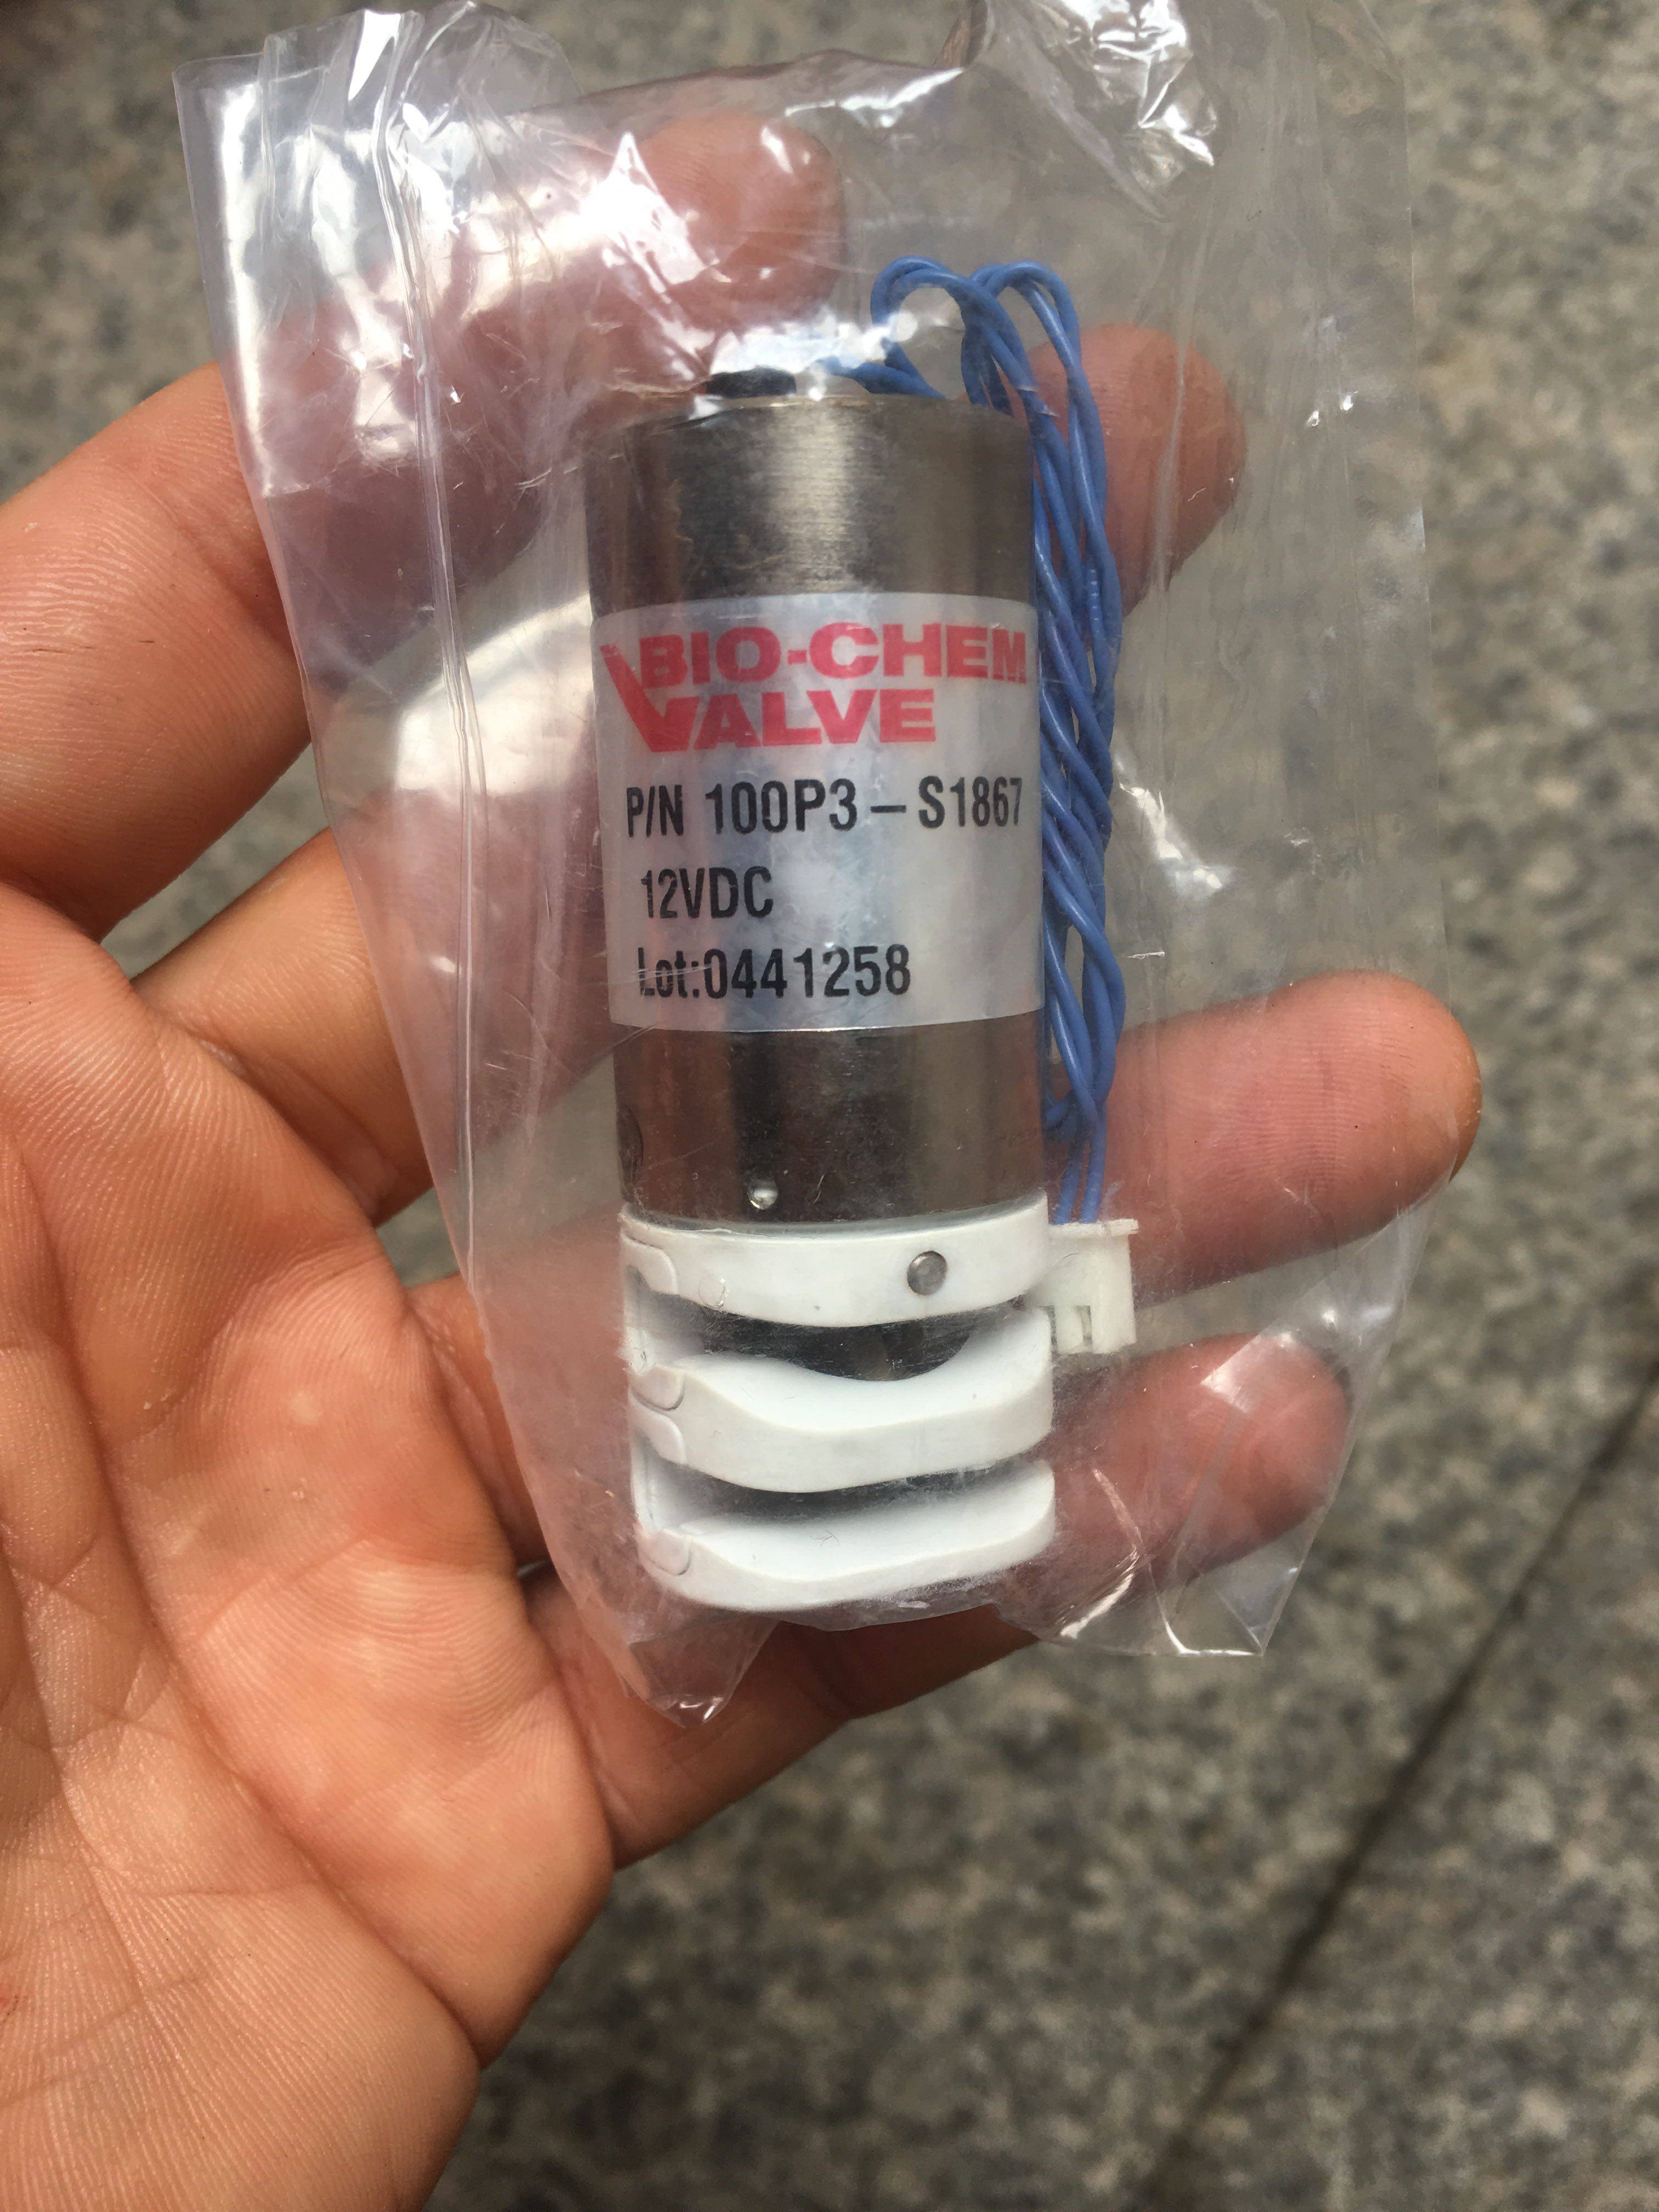 BIO-CHEM
VALVE
P/N 100P3-S1867
12VDC
Lot:0441258